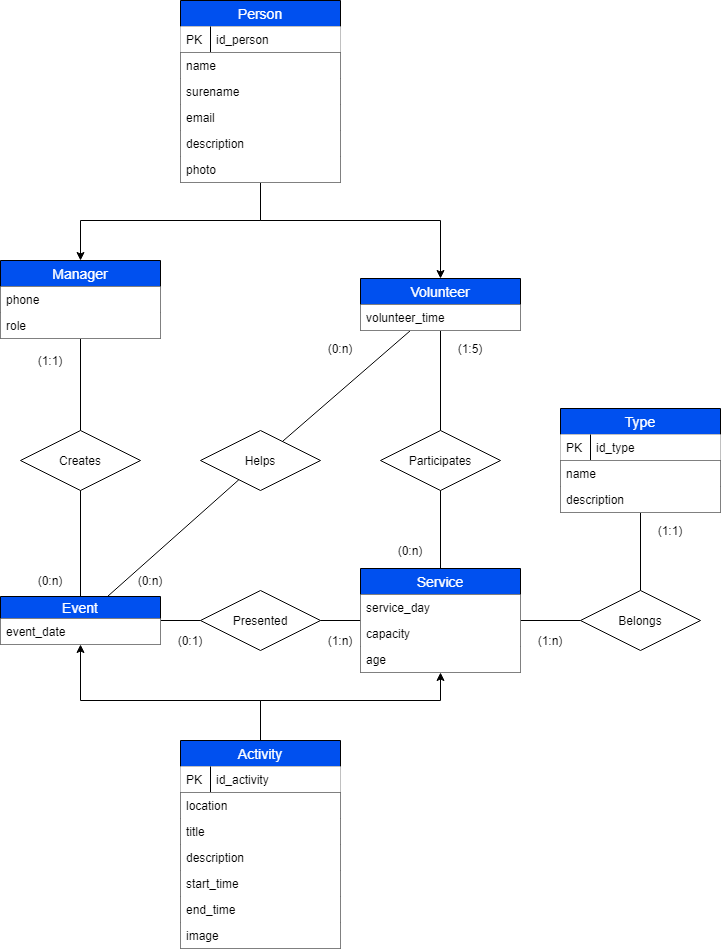 Person
PK id_person
name
surename
email
description
photo
Manager
phone
role
Volunteer
volunteer_time
(1:1)
(0:n)
(1:5)
Type
PK id_type
name
description
Creates
Helps
Participates
(1:1)
(0:n)
(0:n)
(0:n)
Event
event_date
Service
service_day
capacity
age
Presented
Belongs
(0:1)
(1:n)
(1:n)
Activity
PK id_activity
location
title
description
start_time
end_time
image